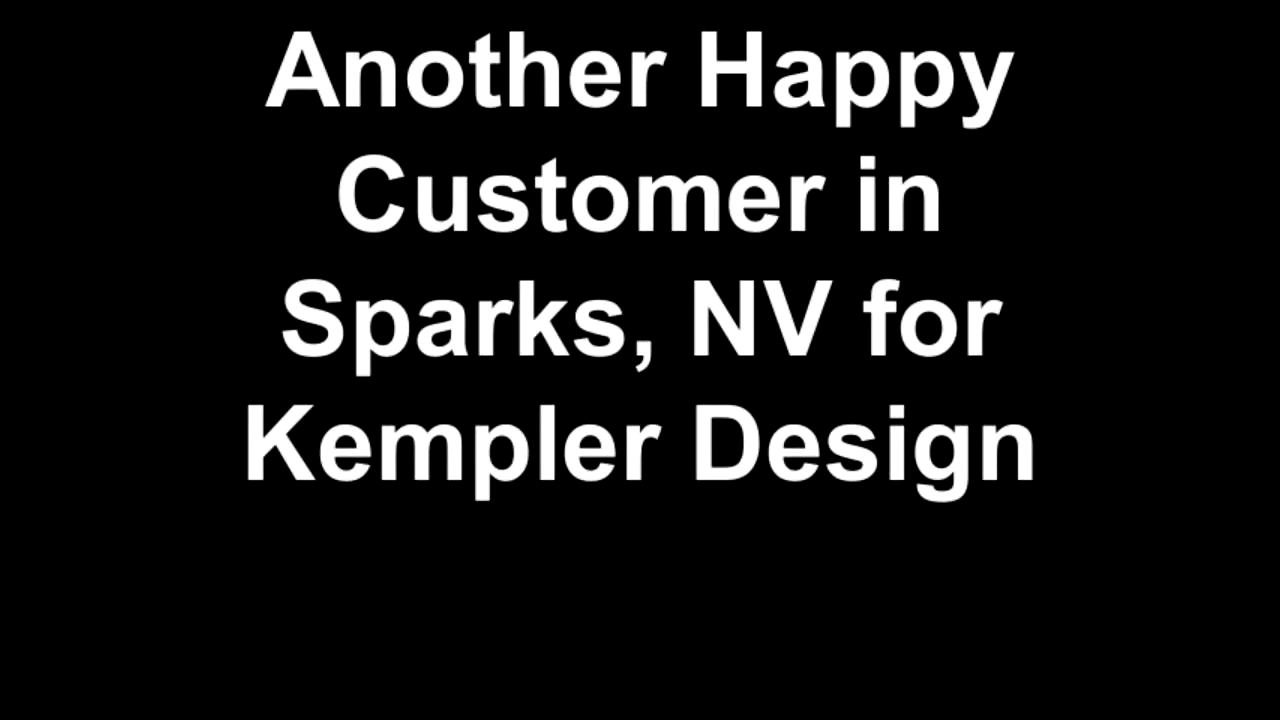 Another Happy
Customer in
Sparks, NV for
Kempler Design